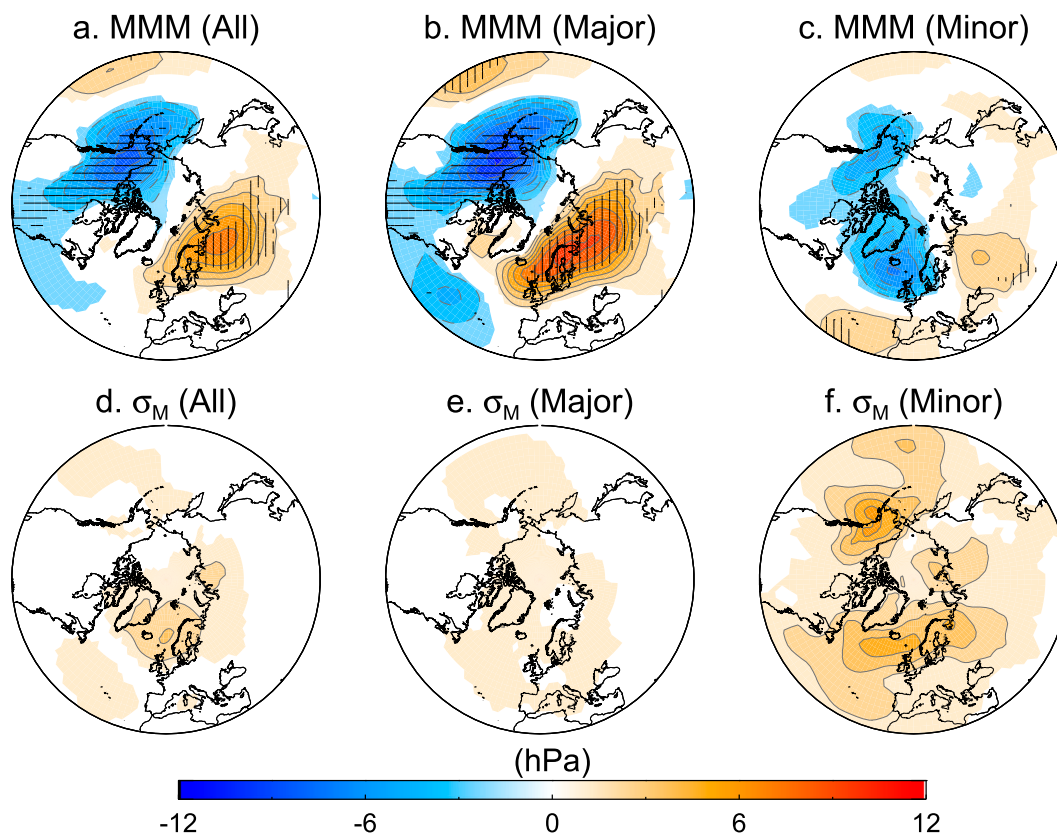 a. MMM (All) b. MMM (Major) c. MMM (Minor)
d. σM (All) e. σM (Major) f. σM (Minor)
(hPa)
-12 -6 0 6 12